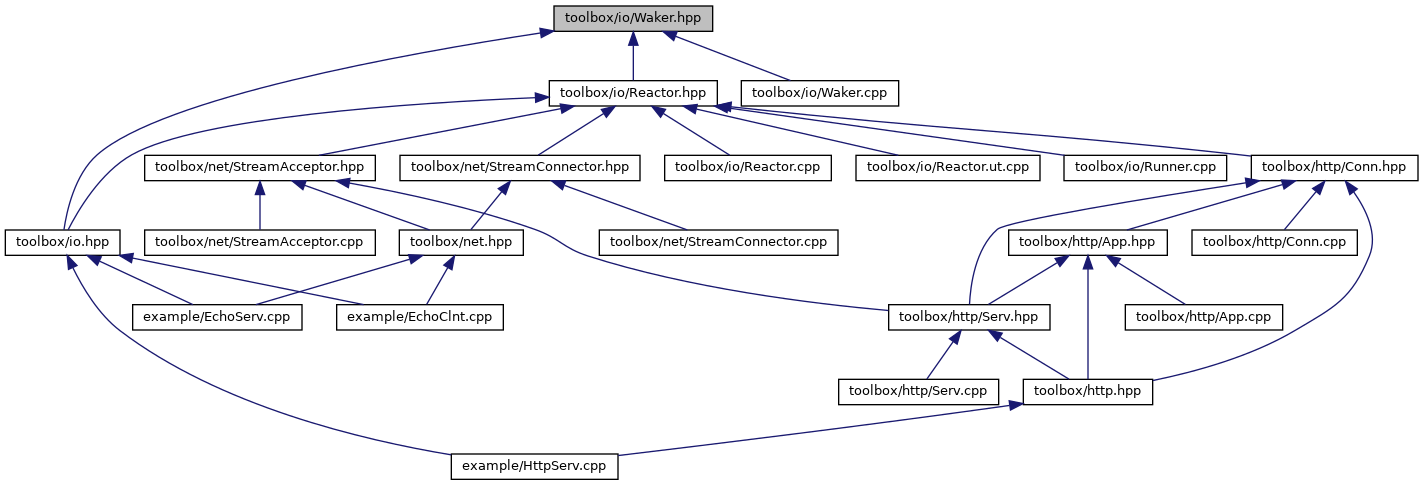 toolbox/io/Waker.hpp
toolbox/io/Reactor.hpp
toolbox/io/Waker.cpp
toolbox/net/StreamAcceptor.hpp
toolbox/net/StreamConnector.hpp
toolbox/io/Reactor.cpp
toolbox/io/Reactor.ut.cpp
toolbox/io/Runner.cpp
toolbox/http/Conn.hpp
toolbox/io.hpp
toolbox/net/StreamAcceptor.cpp
toolbox/net.hpp
toolbox/net/StreamConnector.cpp
toolbox/http/App.hpp
toolbox/http/Conn.cpp
example/EchoServ.cpp
example/EchoClnt.cpp
toolbox/http/Serv.hpp
toolbox/http/App.cpp
toolbox/http/Serv.cpp
toolbox/http.hpp
example/HttpServ.cpp